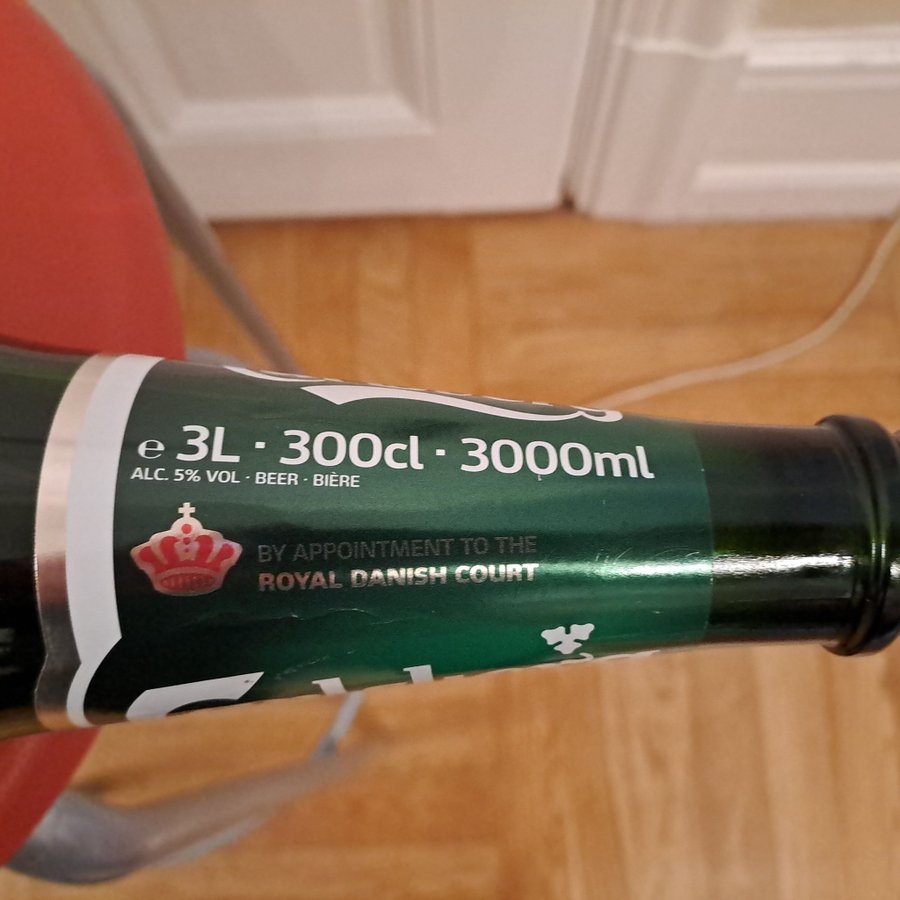 ℮ 3L · 300cl · 3000ml
ALC. 5% VOL · BEER · BIÈRE
BY APPOINTMENT TO THE
ROYAL DANISH COURT